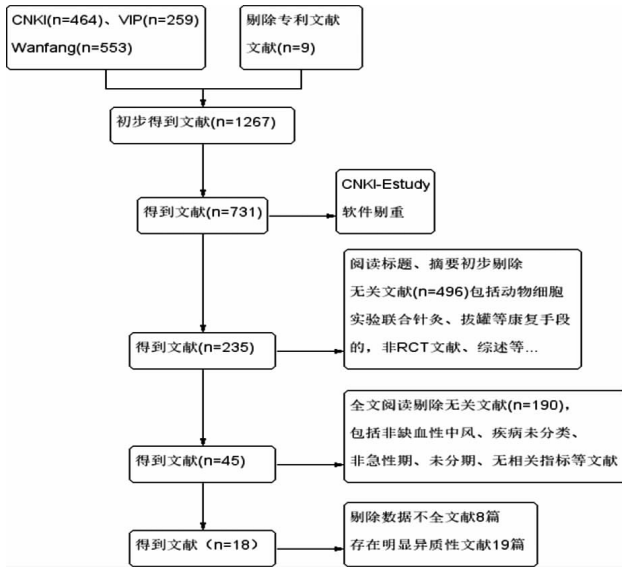 CNKI(n=464)、VIP(n=259)
Wanfang(n=553)
剔除专利文献
文献(n=9)
初步得到文献(n=1267)
得到文献(n=731)
CNKI-Estudy
软件剔重
阅读标题、摘要初步剔除
无关文献(n=496)包括动物细胞
实验联合针灸、拔罐等康复手段
的，非RCT文献、综述等...
得到文献(n=235)
全文阅读剔除无关文献(n=190)，
包括非缺血性中风、疾病未分类、
非急性期、未分期、无相关指标等文献
得到文献(n=45)
剔除数据不全文献8篇
存在明显异质性文献19篇
得到文献（n=18）